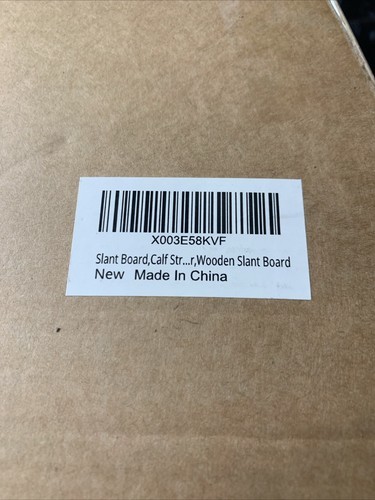 X003E58KVF
Slant Board,Calf Str...r,Wooden Slant Board
New Made In China